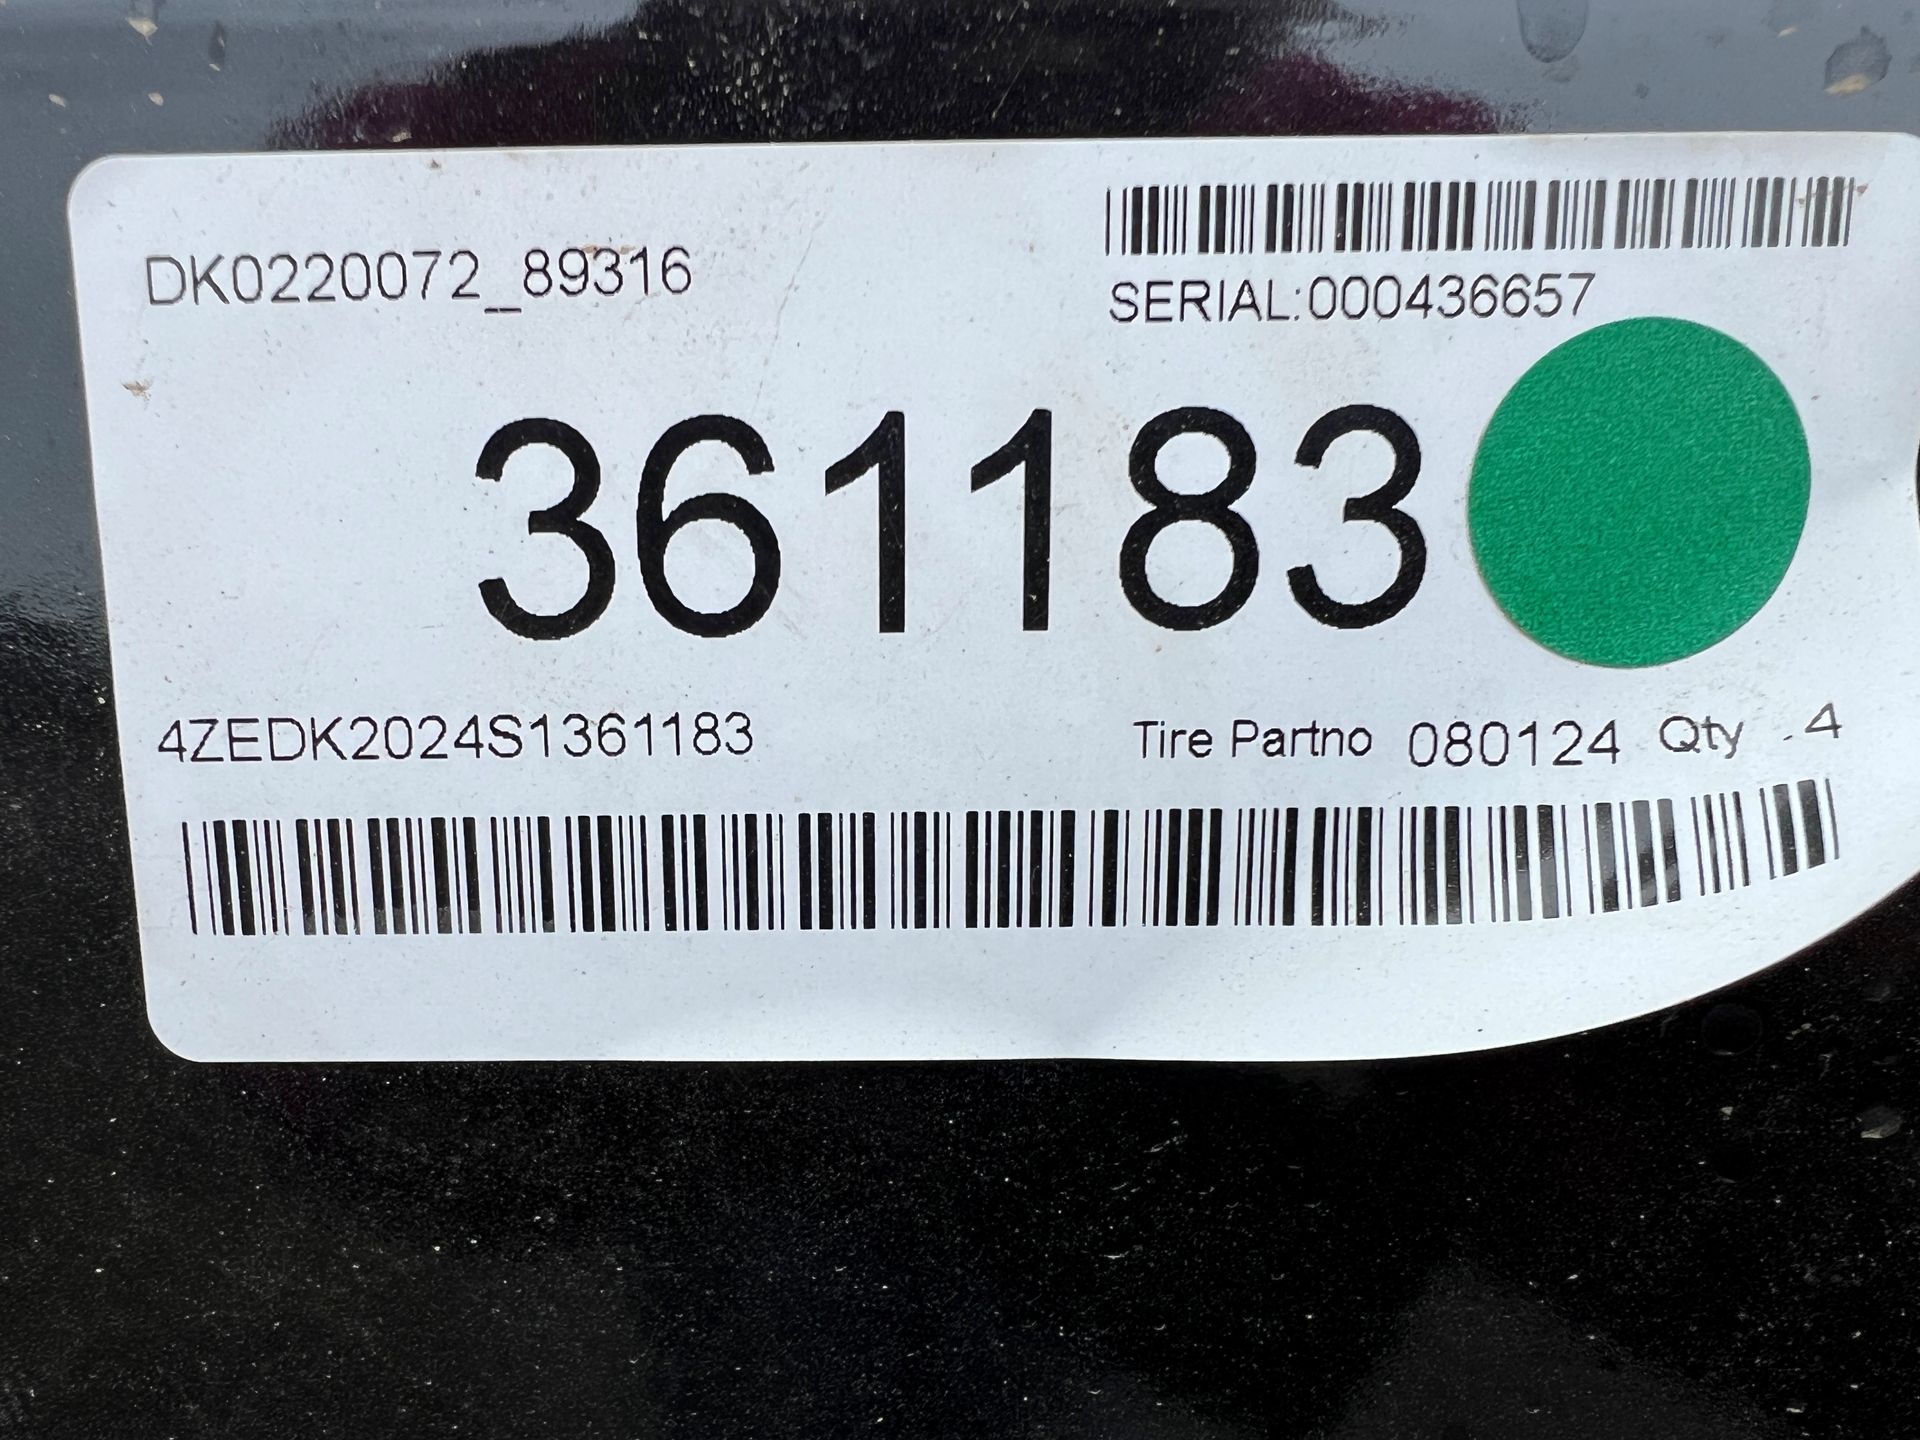 DK0220072_89316
SERIAL:000436657
361183
4ZEDK2024S1361183
Tire Partno 080124 Qty .4